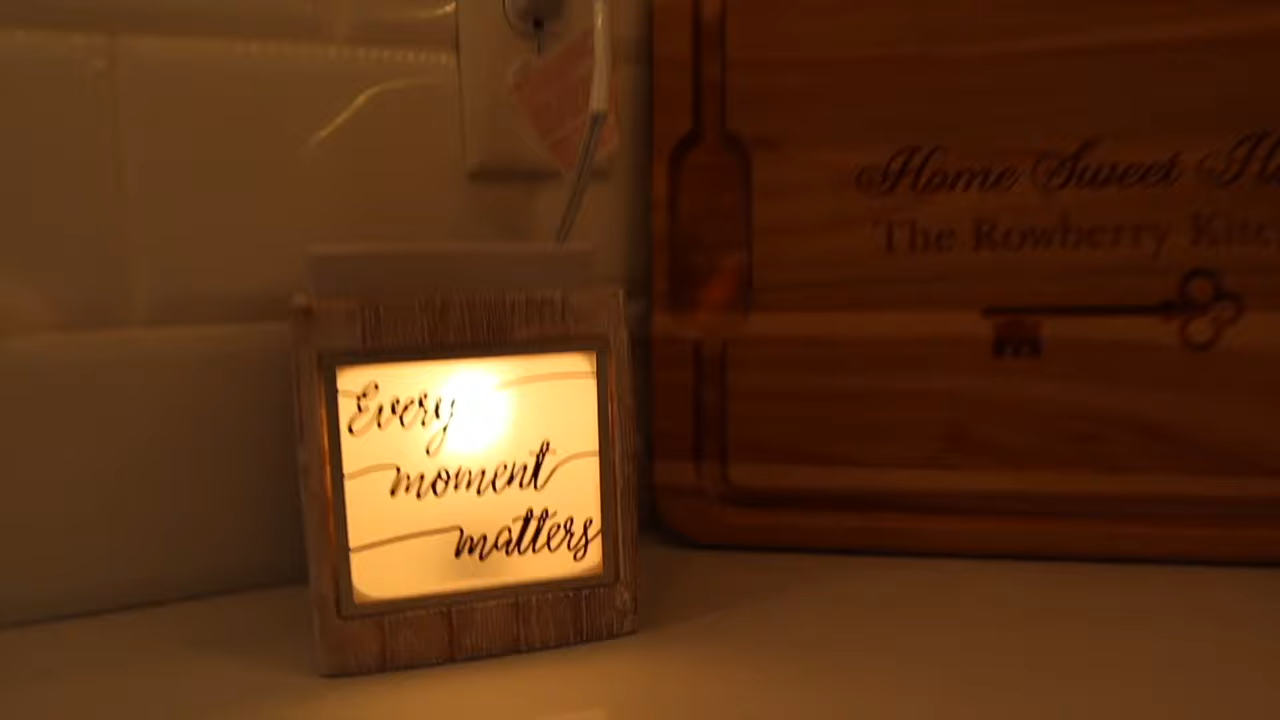 Every
moment
matters
Home Sweet
The Rowberry